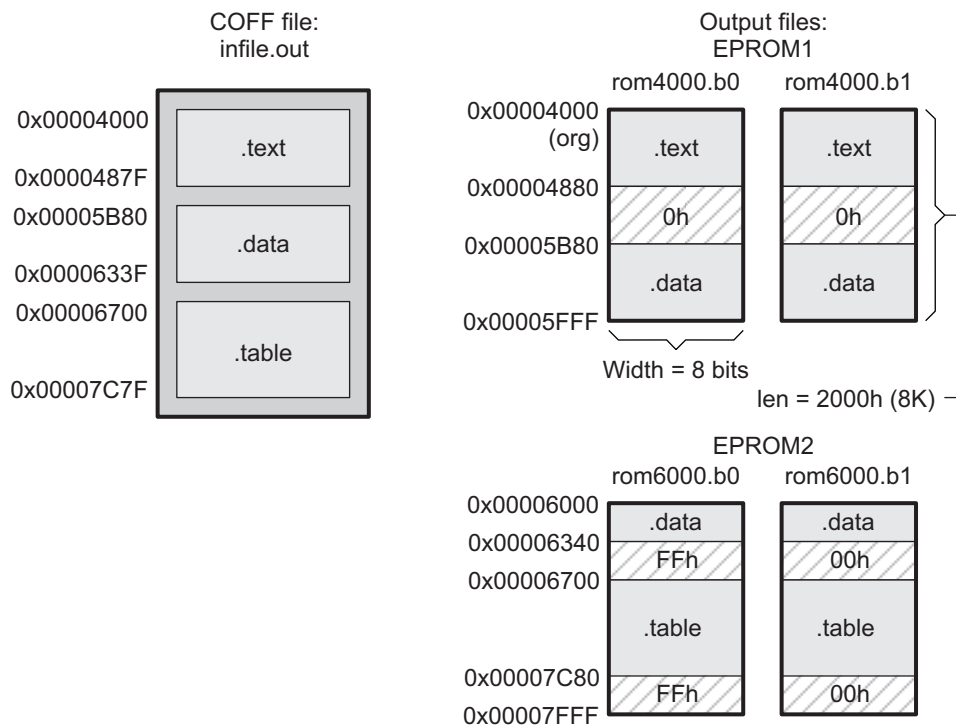 COFF file:
infile.out
0x00004000
.text
0x0000487F
0x00005B80
.data
0x0000633F
0x00006700
.table
0x00007C7F
Output files:
EPROM1
rom4000.b0 rom4000.b1
0x00004000
(org)
.text .text
0x00004880
0h 0h
0x00005B80
.data .data
0x00005FFF
Width = 8 bits
len = 2000h (8K)
EPROM2
rom6000.b0 rom6000.b1
0x00006000
.data .data
0x00006340
FFh 00h
0x00006700
.table .table
0x00007C80
FFh 00h
0x00007FFF